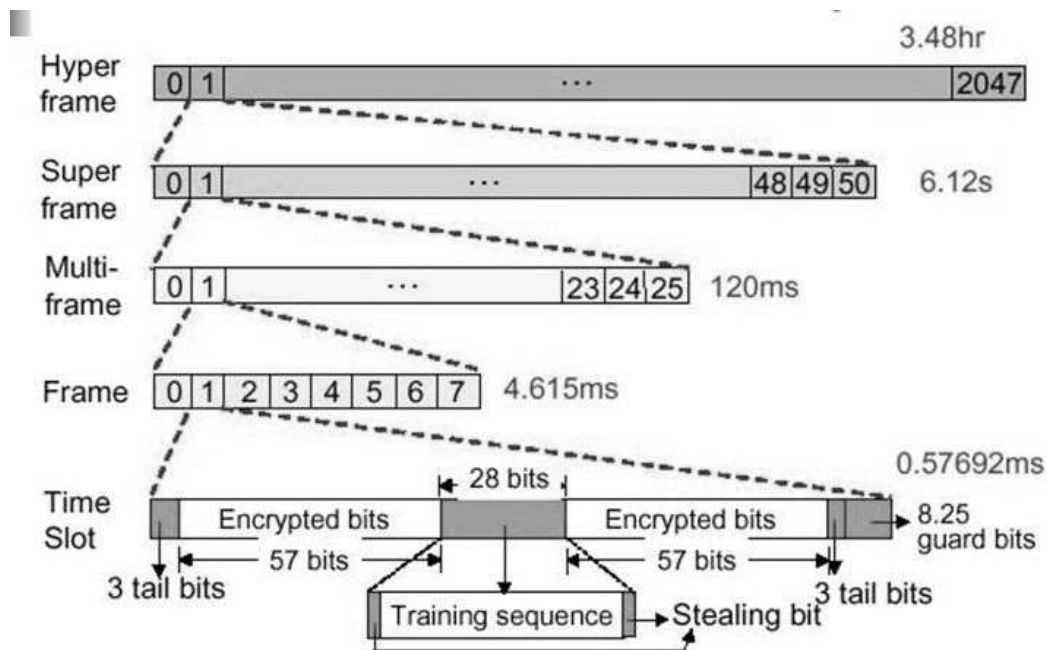 3.48hr
Hyper
frame
0 1 ... 2047
Super
frame
0 1 ... 48 49 50
6.12s
Multi-
frame
0 1 ... 23 24 25
120ms
Frame
0 1 2 3 4 5 6 7
4.615ms
0.57692ms
Time
Slot
28 bits
Encrypted bits
Encrypted bits
8.25
guard bits
57 bits
57 bits
3 tail bits
3 tail bits
Training sequence
Stealing bit